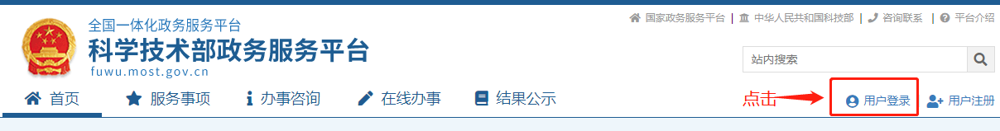 国家政务服务平台 | 中华人民共和国科技部 | 咨询联系 | 平台介绍
全国一体化政务服务平台
科学技术部政务服务平台
fuwu.most.gov.cn
站内搜索
首页 服务事项 办事咨询 在线办事 结果公示 点击 用户登录 用户注册